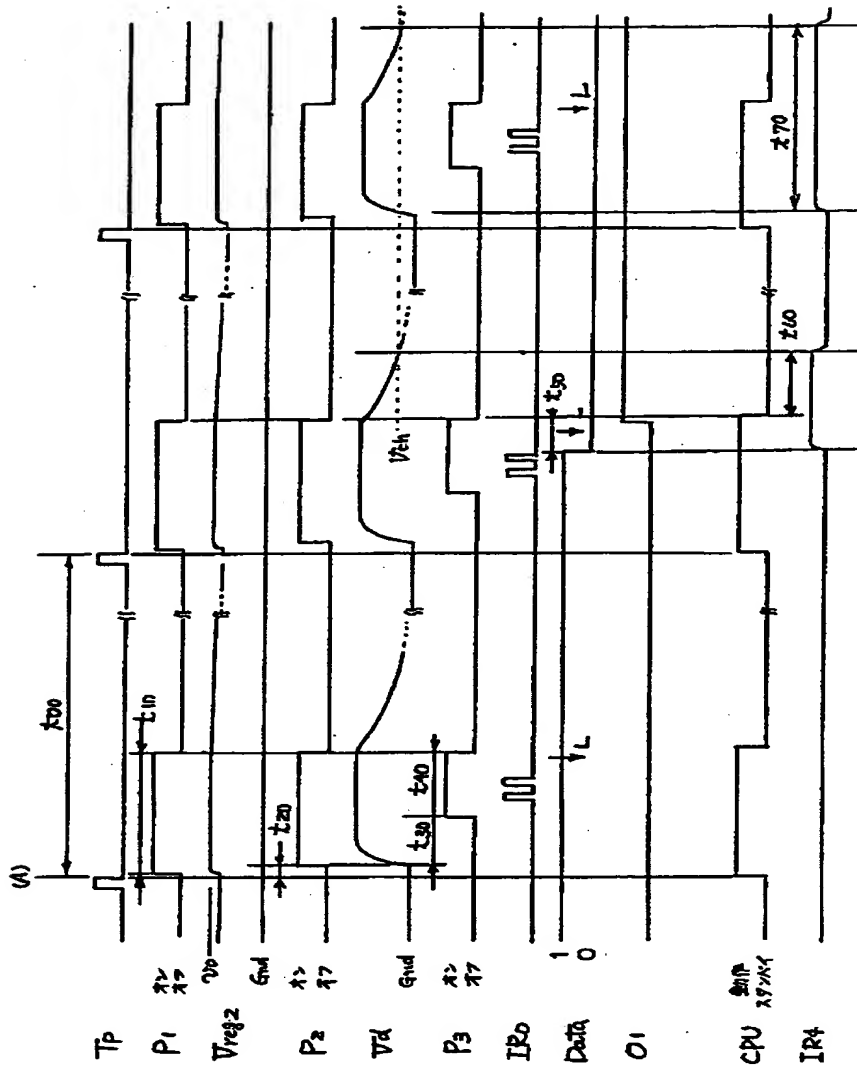 (A)
t00
t10
t20
t30
t40
t50
t60
t70
Vch
L
L
L
TP
P1
オン
オフ
Vreg2
V0
Gnd
P2
オン
オフ
Vd
Gnd
P3
オン
オフ
IR0
Data
1
0
O1
CPU
動作
スタンバイ
IR4